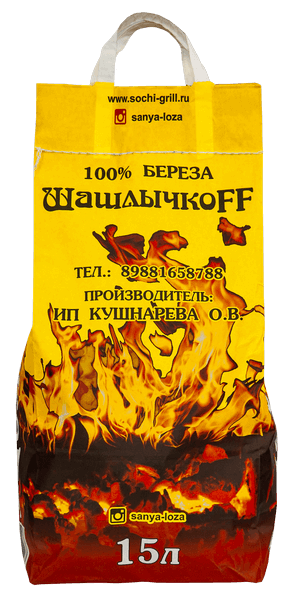 www.sochi-grill.ru
sanya-loza
100% БЕРЕЗА
ШАШЛЫЧКОFF
ТЕЛ.: 89881658788
ПРОИЗВОДИТЕЛЬ:
ИП КУШНАРЕВА О.В.
sanya-loza
15л